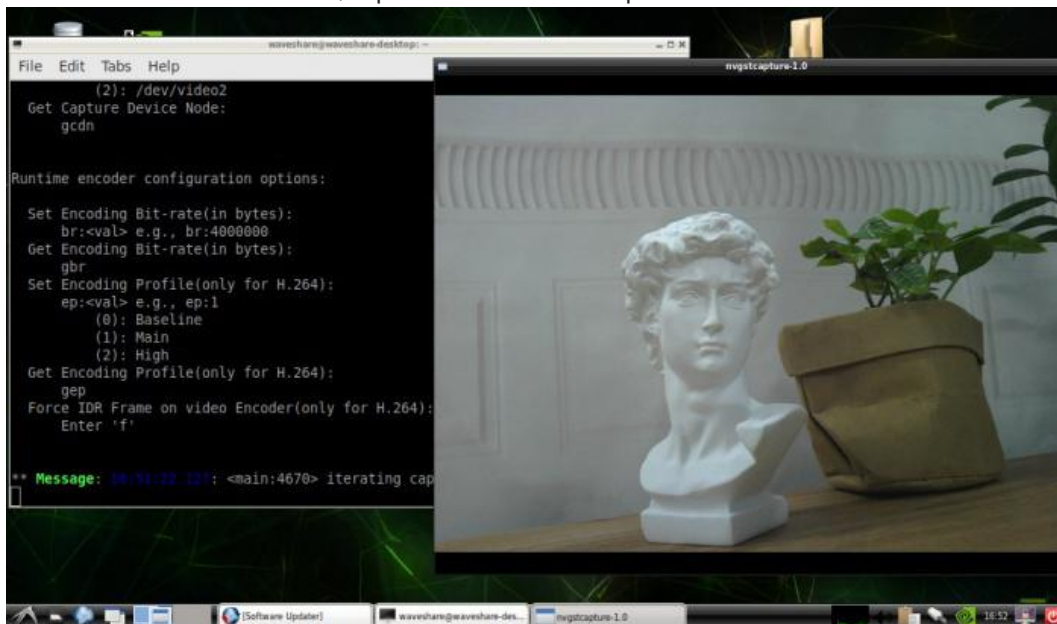 waveshare@waveshare-desktop: ~
File Edit Tabs Help
(2): /dev/video2
Get Capture Device Node:
gcdn
Runtime encoder configuration options:
Set Encoding Bit-rate(in bytes):
br:<val> e.g., br:4000000
Get Encoding Bit-rate(in bytes):
gbr
Set Encoding Profile(only for H.264):
ep:<val> e.g., ep:1
(0): Baseline
(1): Main
(2): High
Get Encoding Profile(only for H.264):
gep
Force IDR Frame on video Encoder(only for H.264):
Enter 'f'
** Message: : <main:4670> iterating cap
nvgstcapture-1.0
[Software Updater]
waveshare@waveshare-des...
nvgstcapture-1.0
16:52